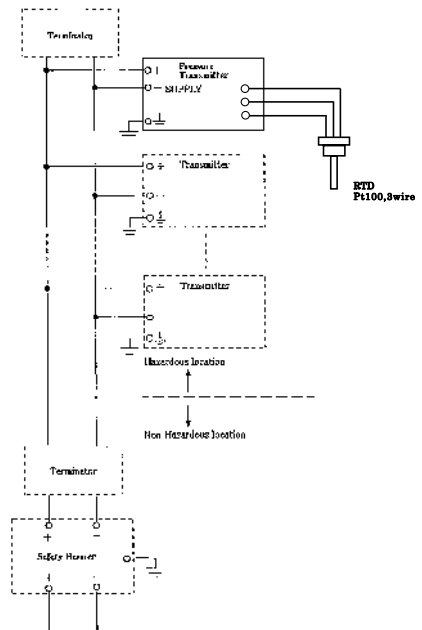 Terminator
Pressure
Transmitter
+
− SUPPLY
RTD
Pt100,3wire
Transmitter
+
Transmitter
Hazardous location
Non Hazardous location
Terminator
+ −
Safety Barrier